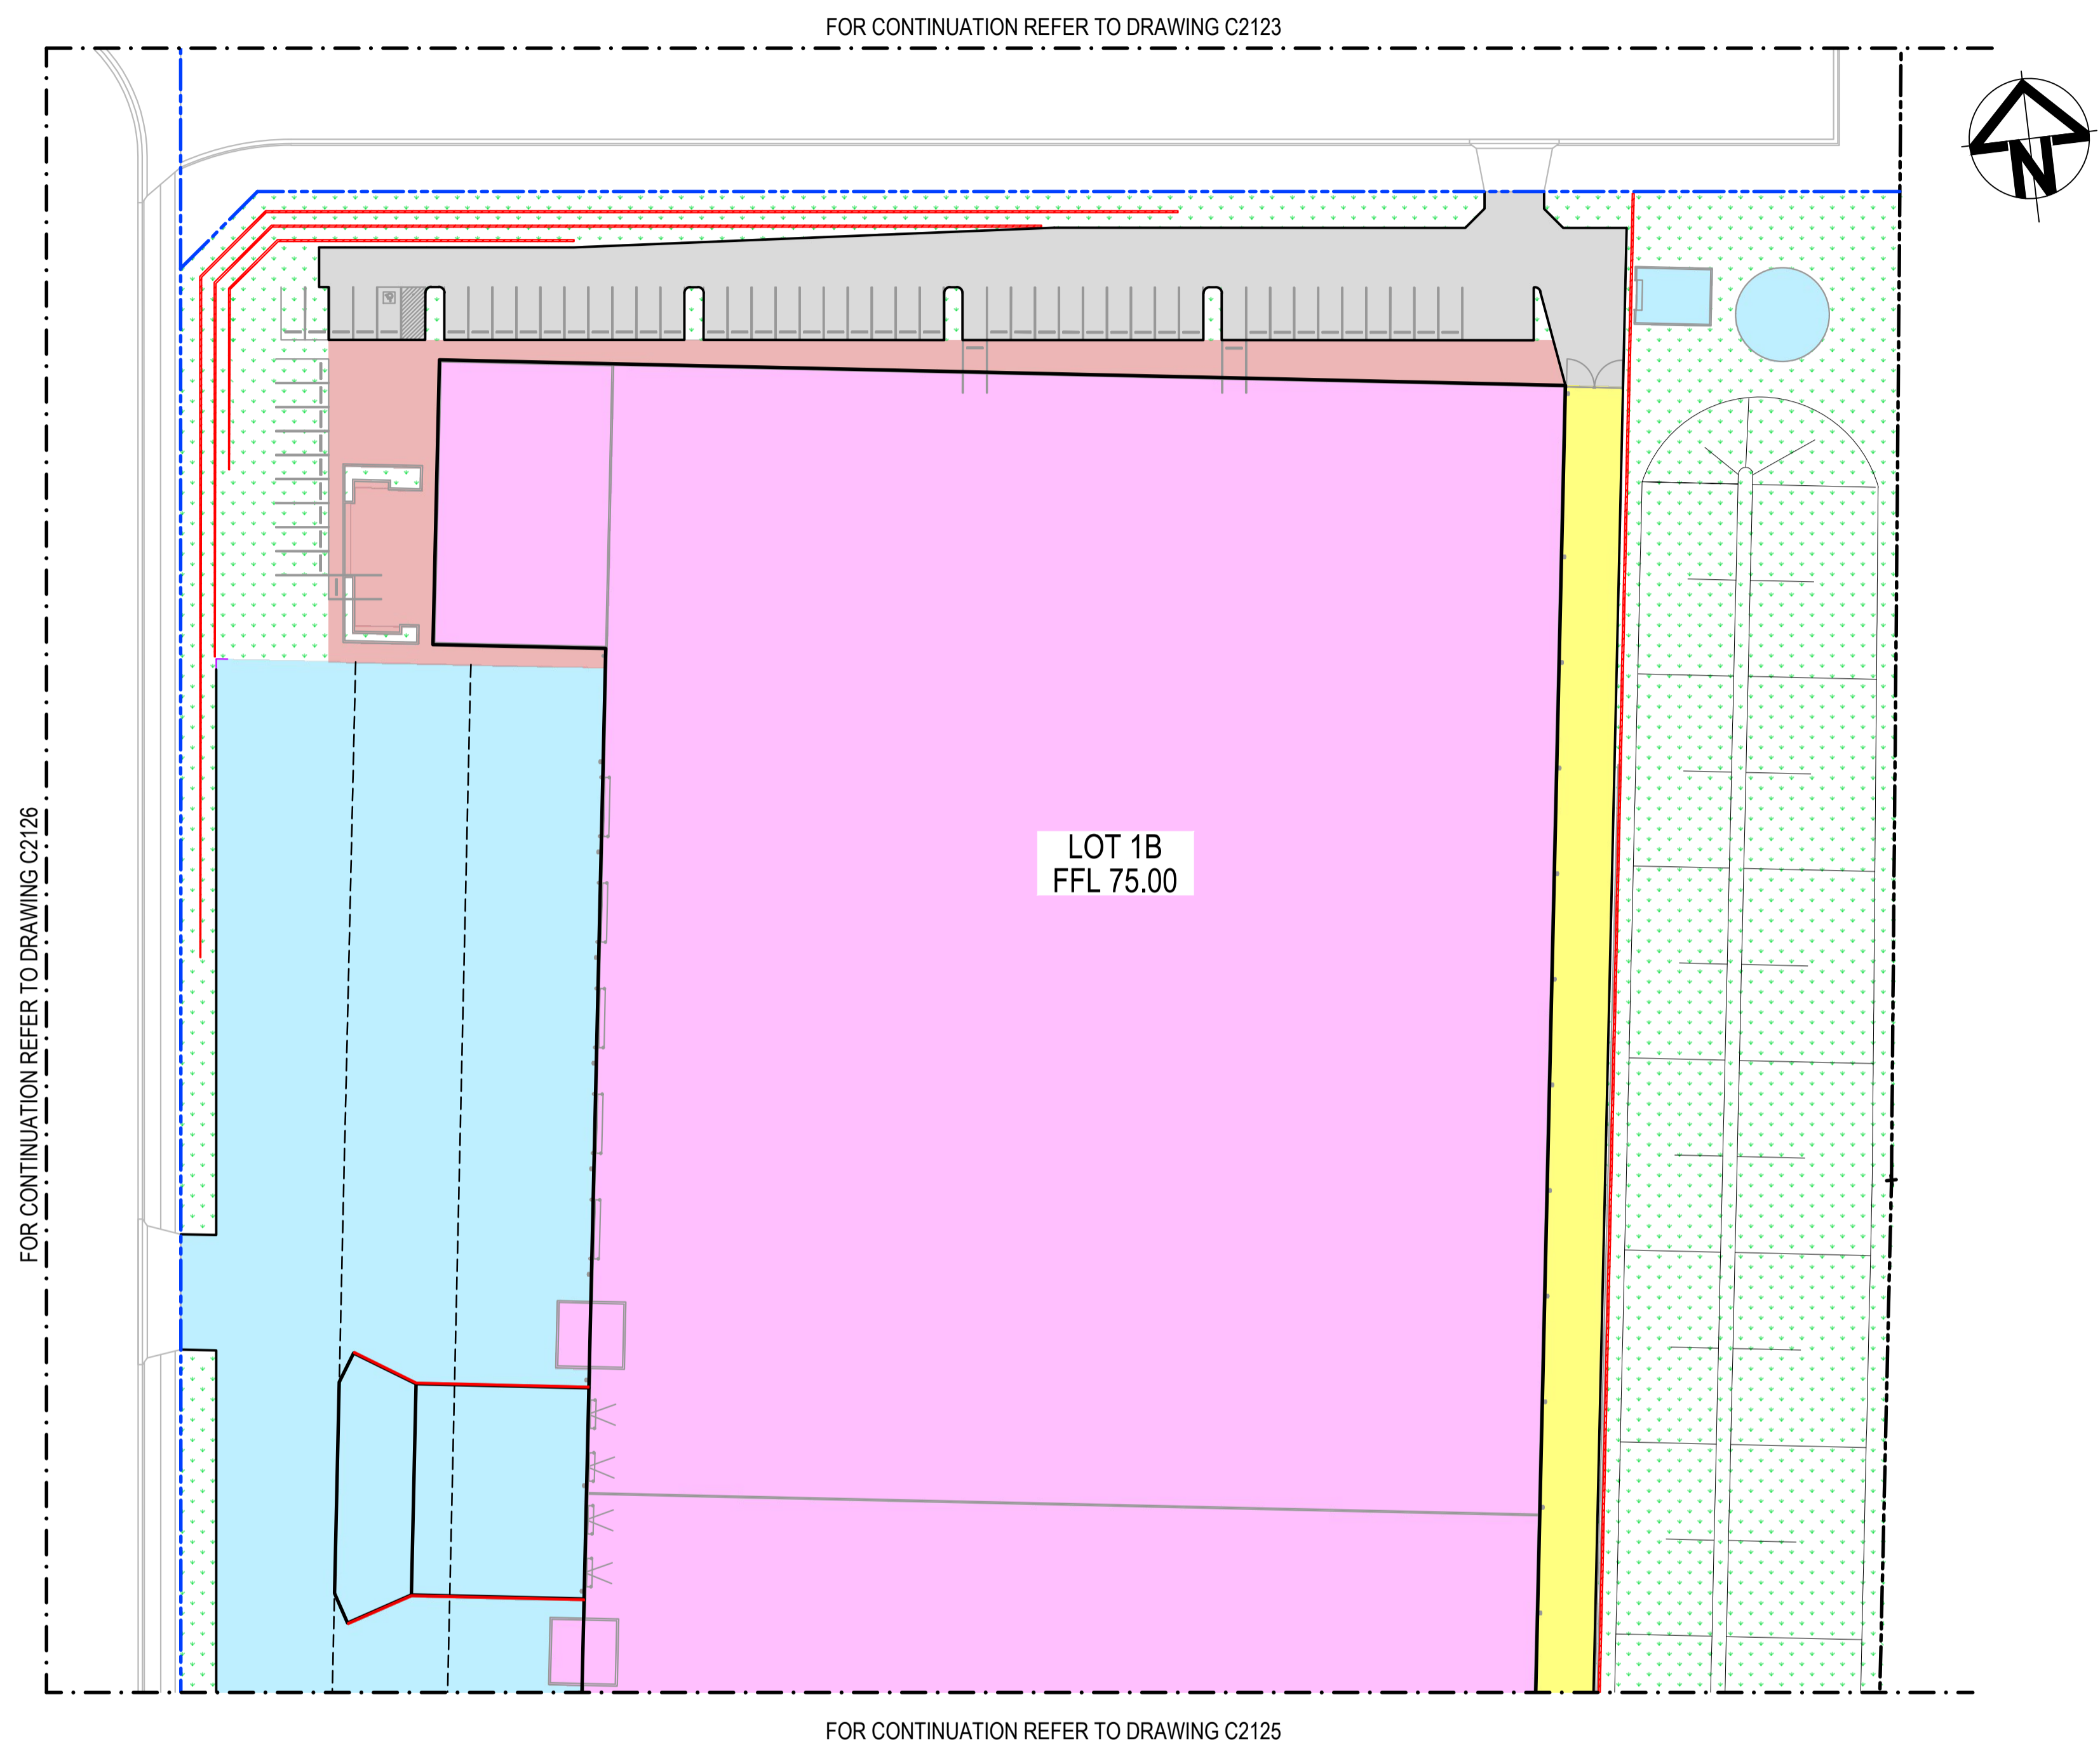 FOR CONTINUATION REFER TO DRAWING C2123
N
LOT 1B
FFL 75.00
FOR CONTINUATION REFER TO DRAWING C2126
FOR CONTINUATION REFER TO DRAWING C2125